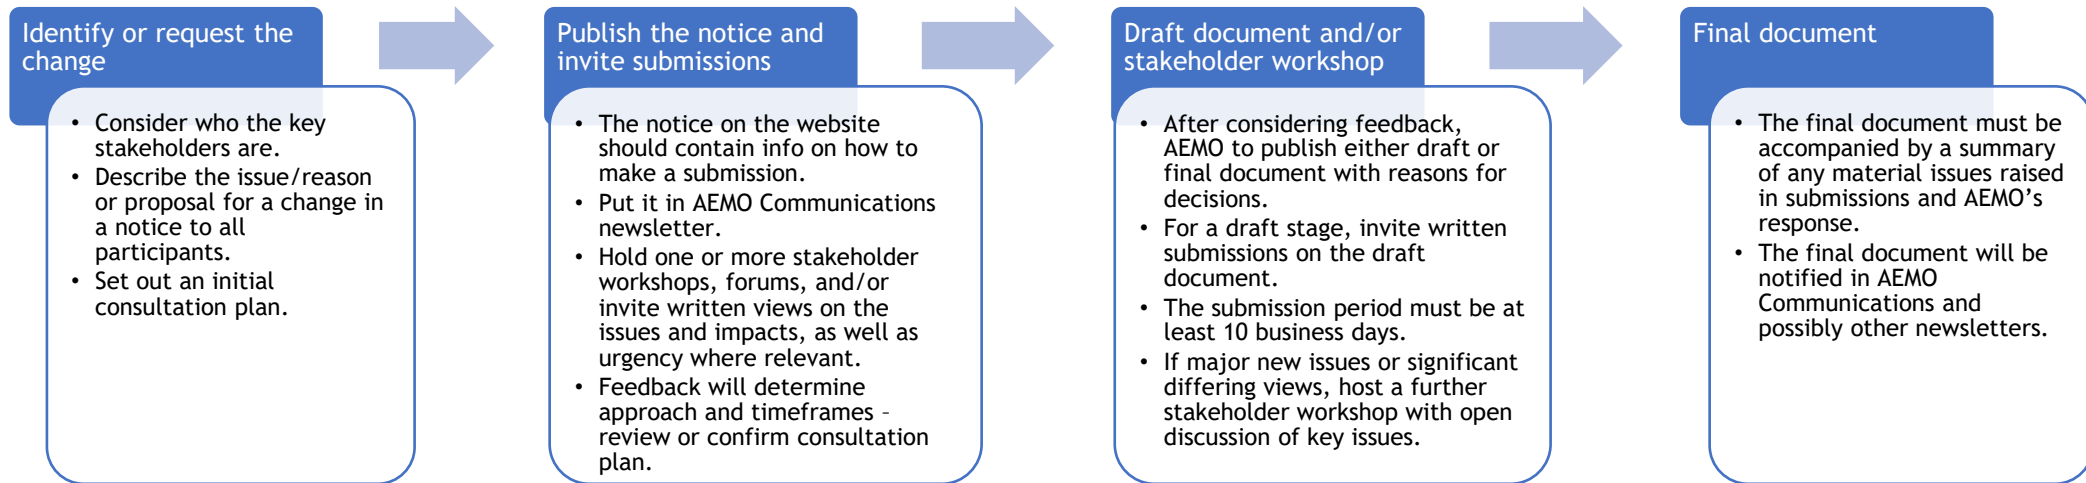 Identify or request the
change
• Consider who the key
stakeholders are.
• Describe the issue/reason
or proposal for a change in
a notice to all
participants.
• Set out an initial
consultation plan.
Publish the notice and
invite submissions
• The notice on the website
should contain info on how to
make a submission.
• Put it in AEMO Communications
newsletter.
• Hold one or more stakeholder
workshops, forums, and/or
invite written views on the
issues and impacts, as well as
urgency where relevant.
• Feedback will determine
approach and timeframes –
review or confirm consultation
plan.
Draft document and/or
stakeholder workshop
• After considering feedback,
AEMO to publish either draft or
final document with reasons for
decisions.
• For a draft stage, invite written
submissions on the draft
document.
• The submission period must be at
least 10 business days.
• If major new issues or significant
differing views, host a further
stakeholder workshop with open
discussion of key issues.
Final document
• The final document must be
accompanied by a summary
of any material issues raised
in submissions and AEMO’s
response.
• The final document will be
notified in AEMO
Communications and
possibly other newsletters.